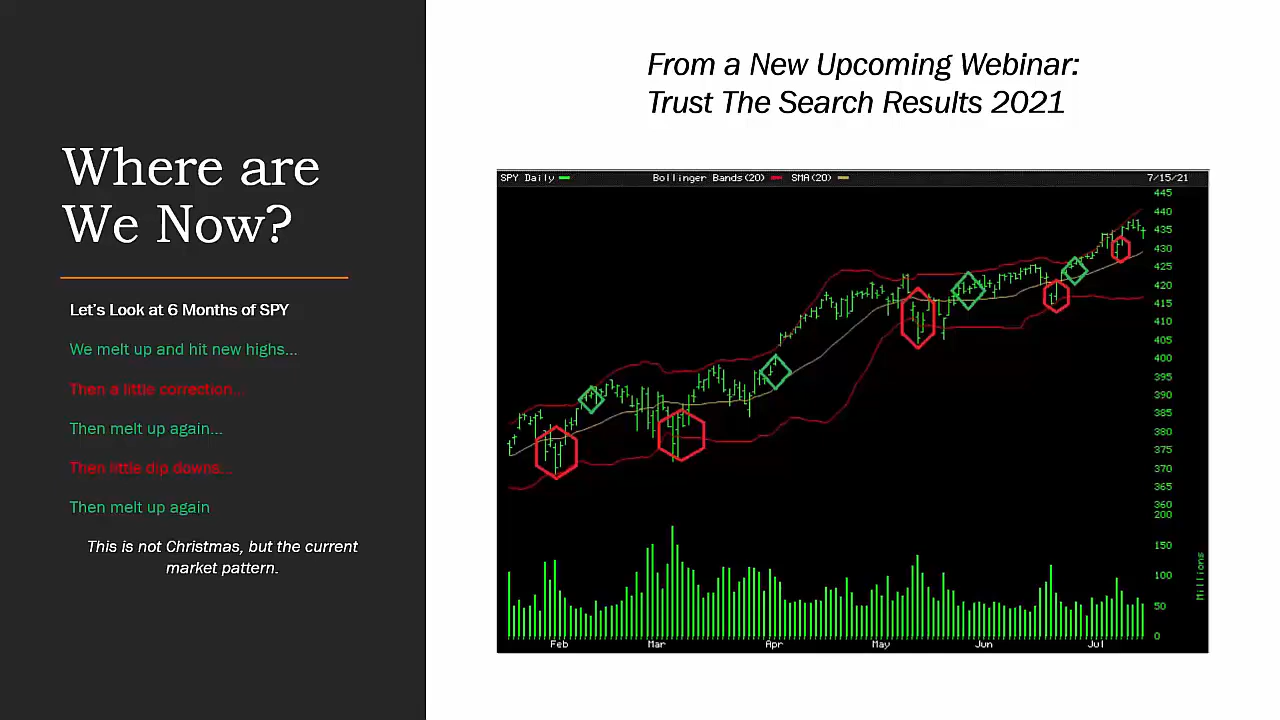 Where are
We Now?
Let's Look at 6 Months of SPY
We melt up and hit new highs...
Then a little correction...
Then melt up again...
Then little dip downs...
Then melt up again
This is not Christmas, but the current
market pattern.
From a New Upcoming Webinar:
Trust The Search Results 2021
SPY Daily Bollinger Bands(20) SMA(20) 7/15/21
445
440
435
430
425
420
415
410
405
400
395
390
385
380
375
370
365
360
200
150
100
50
0
Millions
Feb Mar Apr May Jun Jul